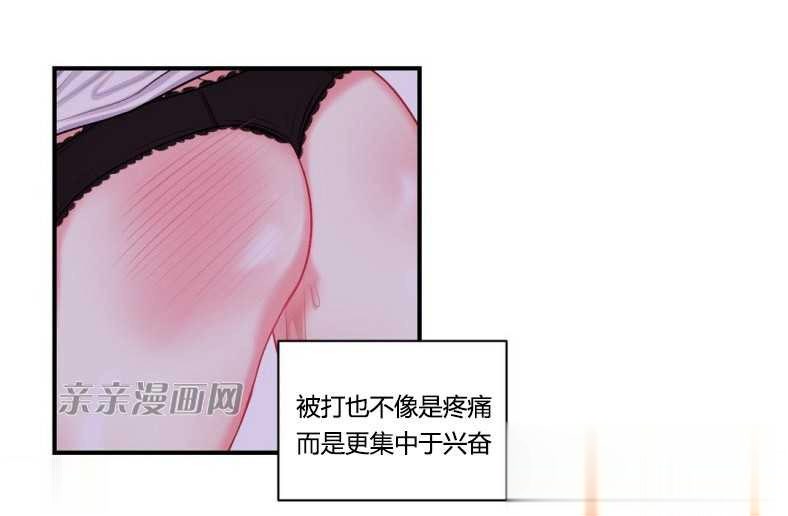 亲亲漫画网
被打也不像是疼痛
而是更集中于兴奋